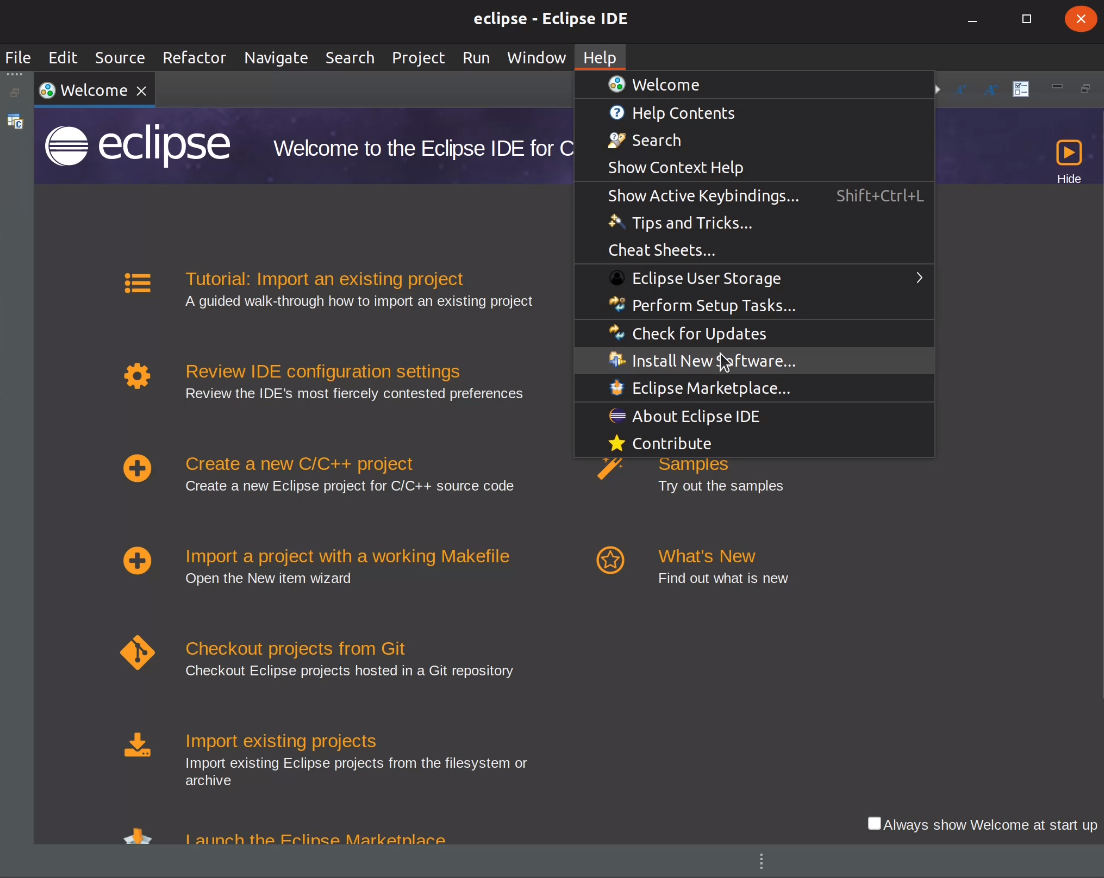 eclipse - Eclipse IDE
File Edit Source Refactor Navigate Search Project Run Window Help
Welcome
eclipse
Welcome to the Eclipse IDE for C
Hide
Welcome
Help Contents
Search
Show Context Help
Show Active Keybindings... Shift+Ctrl+L
Tips and Tricks...
Cheat Sheets...
Eclipse User Storage
Perform Setup Tasks...
Check for Updates
Install New Software...
Eclipse Marketplace...
About Eclipse IDE
Contribute
Tutorial: Import an existing project
A guided walk-through how to import an existing project
Review IDE configuration settings
Review the IDE's most fiercely contested preferences
Create a new C/C++ project
Create a new Eclipse project for C/C++ source code
Import a project with a working Makefile
Open the New item wizard
Checkout projects from Git
Checkout Eclipse projects hosted in a Git repository
Import existing projects
Import existing Eclipse projects from the filesystem or
archive
Launch the Eclipse Marketplace
Samples
Try out the samples
What's New
Find out what is new
Always show Welcome at start up